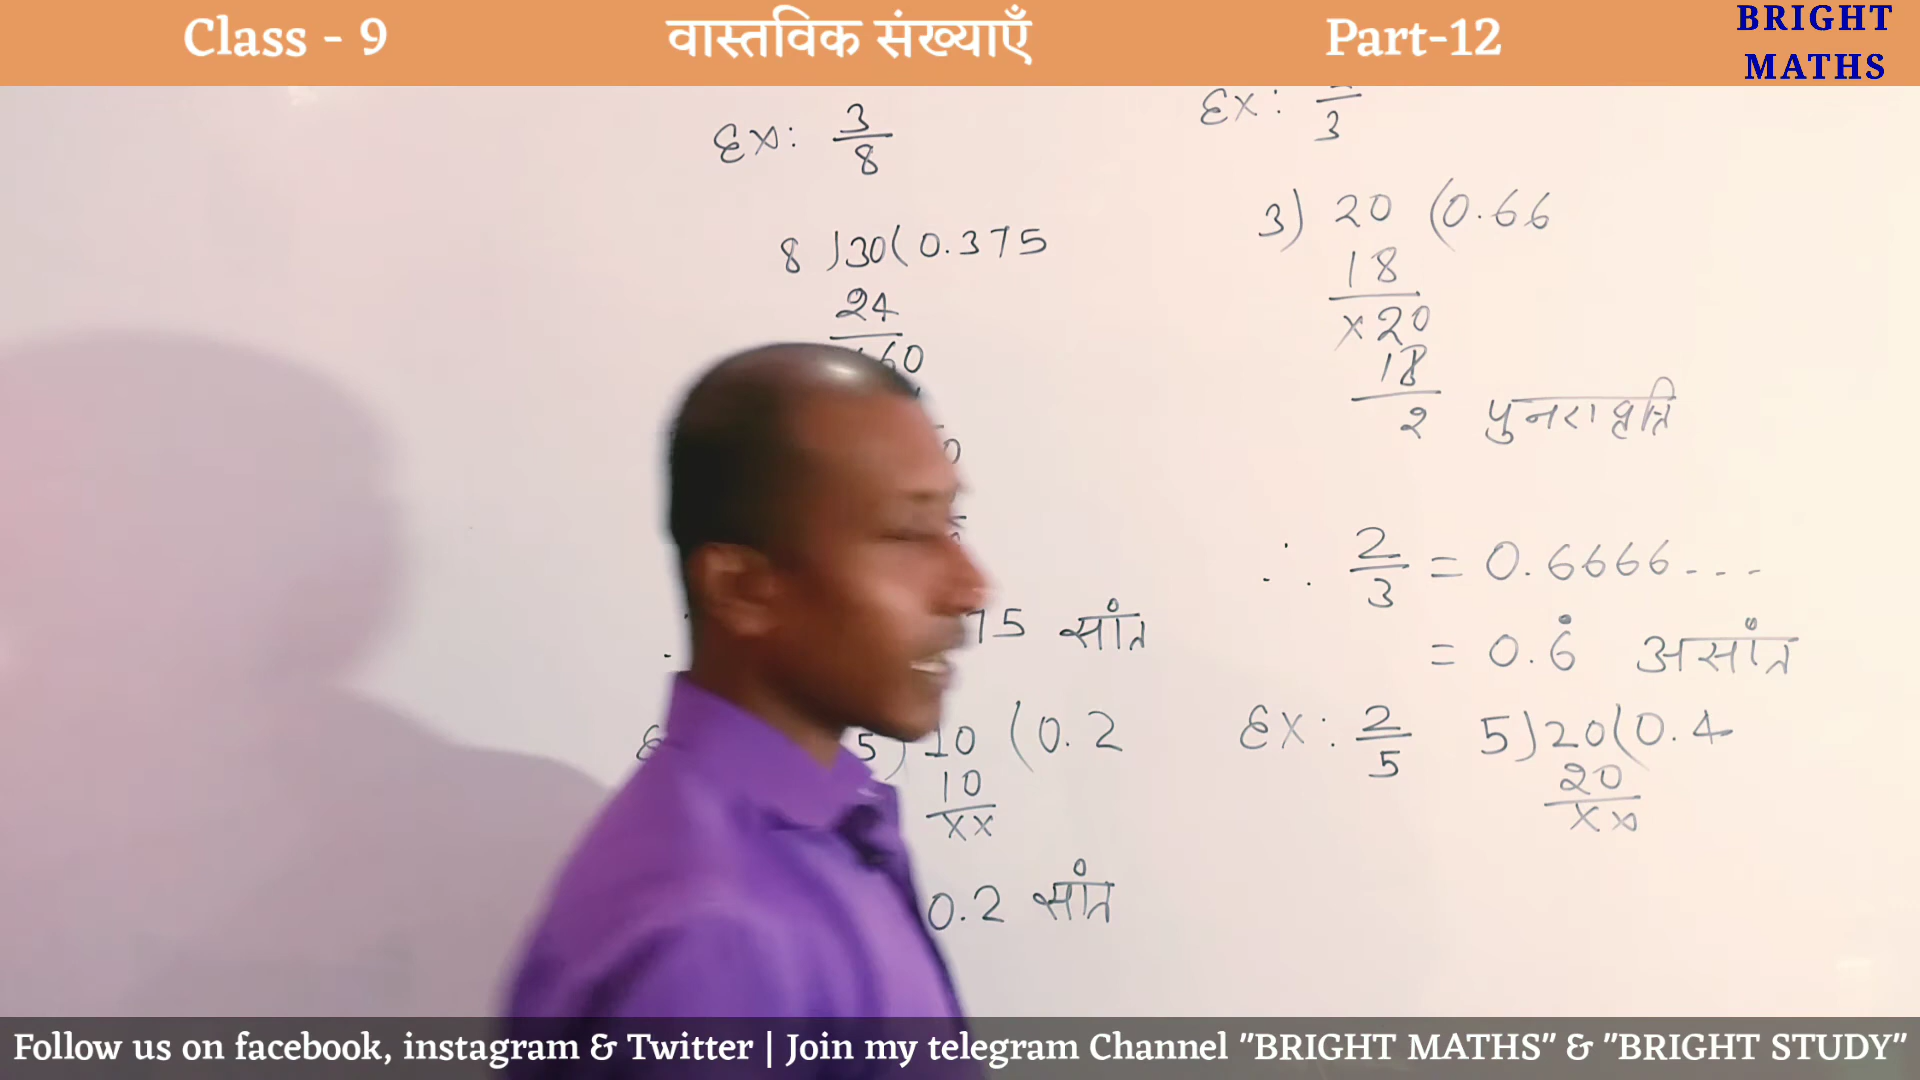 Class - 9 वास्तविक संख्याएँ Part-12 BRIGHT MATHS
Ex: 3/8
8 )30( 0.375
24
60
75 सांत
5) 10 (0.2
10
xx
0.2 सांत
Ex: /3
3) 20 (0.66
18
x20
18
2 पुनरावृत्ति
∴ 2/3 = 0.6666...
= 0.6̇ असांत
Ex: 2/5 5)20(0.4
20
xx
Follow us on facebook, instagram & Twitter | Join my telegram Channel "BRIGHT MATHS" & "BRIGHT STUDY"